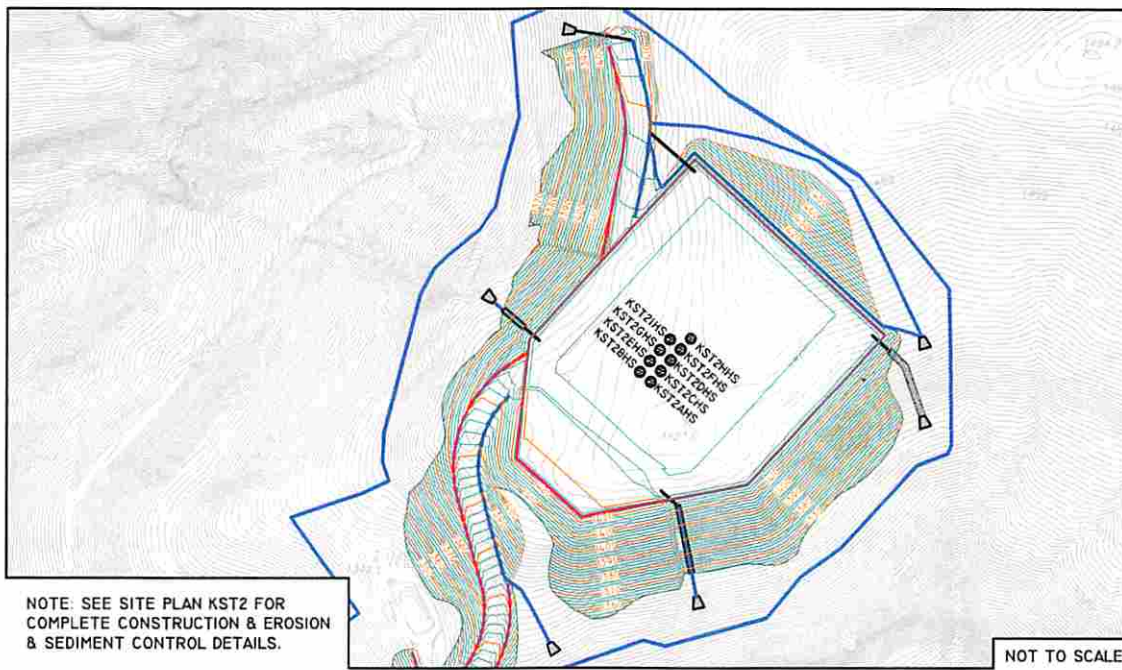 KST2IHS
KST2GHS
KST2EHS
KST2BHS
KST2HHS
KST2FHS
KST2DHS
KST2CHS
KST2AHS
NOTE: SEE SITE PLAN KST2 FOR
COMPLETE CONSTRUCTION & EROSION
& SEDIMENT CONTROL DETAILS.
NOT TO SCALE